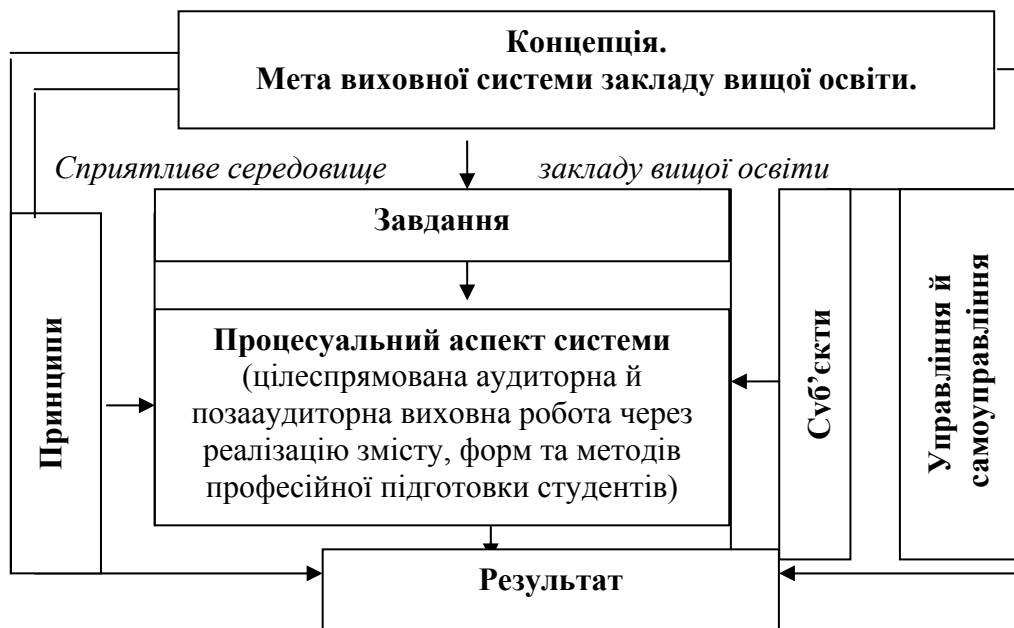 Концепція.
Мета виховної системи закладу вищої освіти.
Сприятливе середовище закладу вищої освіти
Завдання
Принципи
Процесуальний аспект системи
(цілеспрямована аудиторна й
позааудиторна виховна робота через
реалізацію змісту, форм та методів
професійної підготовки студентів)
Суб’єкти
Управління й
самоуправління
Результат